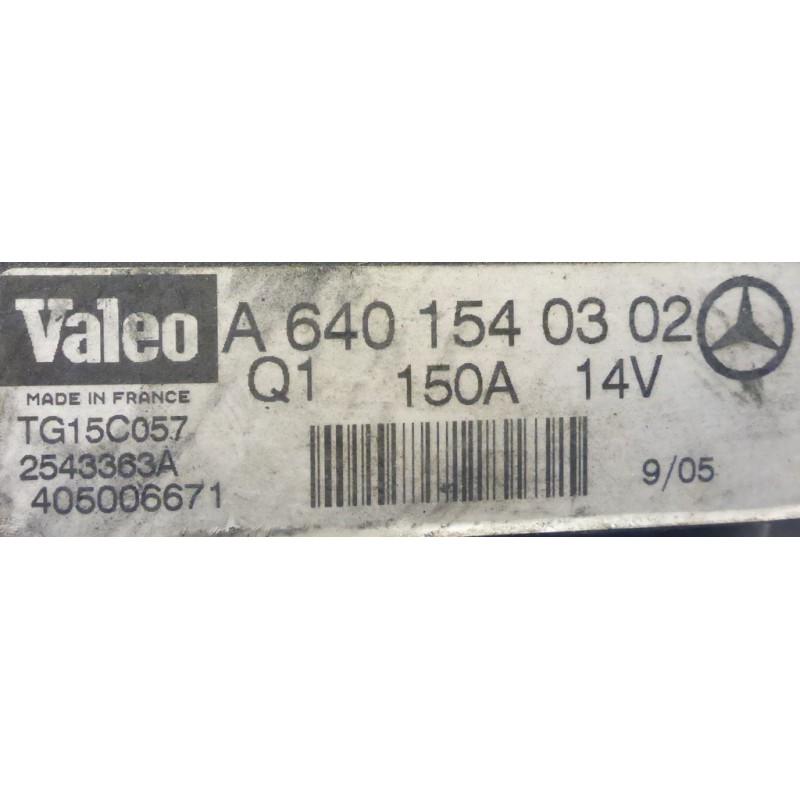 Valeo A 640 154 03 02
Q1 150A 14V
MADE IN FRANCE
TG15C057
2543363A
405006671
9/05